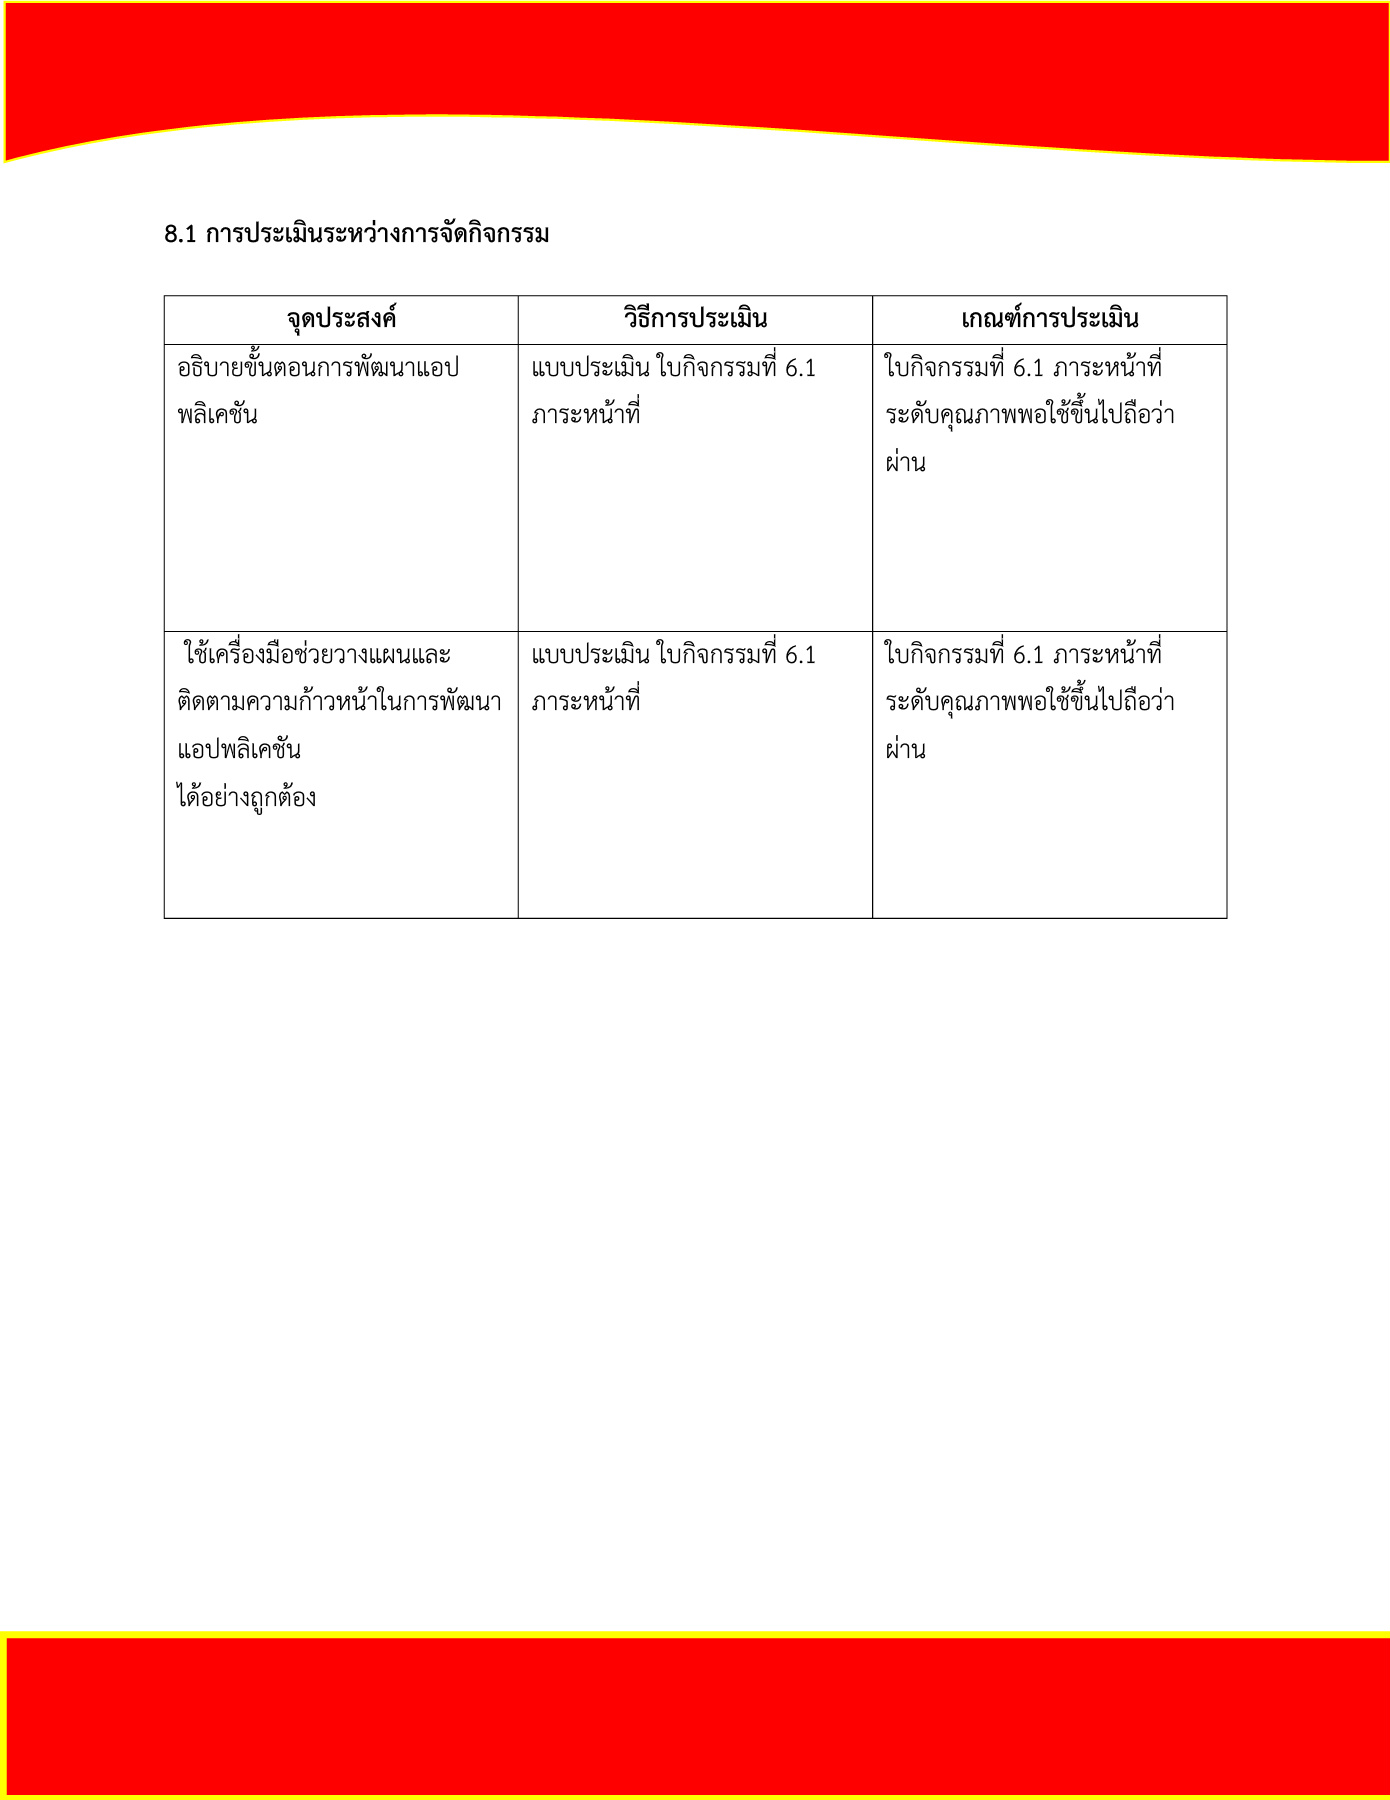 8.1 การประเมินระหว่างการจัดกิจกรรม
จุดประสงค์
วิธีการประเมิน
เกณฑ์การประเมิน
อธิบายขั้นตอนการพัฒนาแอป
พลิเคชัน
แบบประเมิน ใบกิจกรรมที่ 6.1
ภาระหน้าที่
ใบกิจกรรมที่ 6.1 ภาระหน้าที่
ระดับคุณภาพพอใช้ขึ้นไปถือว่า
ผ่าน
ใช้เครื่องมือช่วยวางแผนและ
ติดตามความก้าวหน้าในการพัฒนา
แอปพลิเคชัน
ได้อย่างถูกต้อง
แบบประเมิน ใบกิจกรรมที่ 6.1
ภาระหน้าที่
ใบกิจกรรมที่ 6.1 ภาระหน้าที่
ระดับคุณภาพพอใช้ขึ้นไปถือว่า
ผ่าน